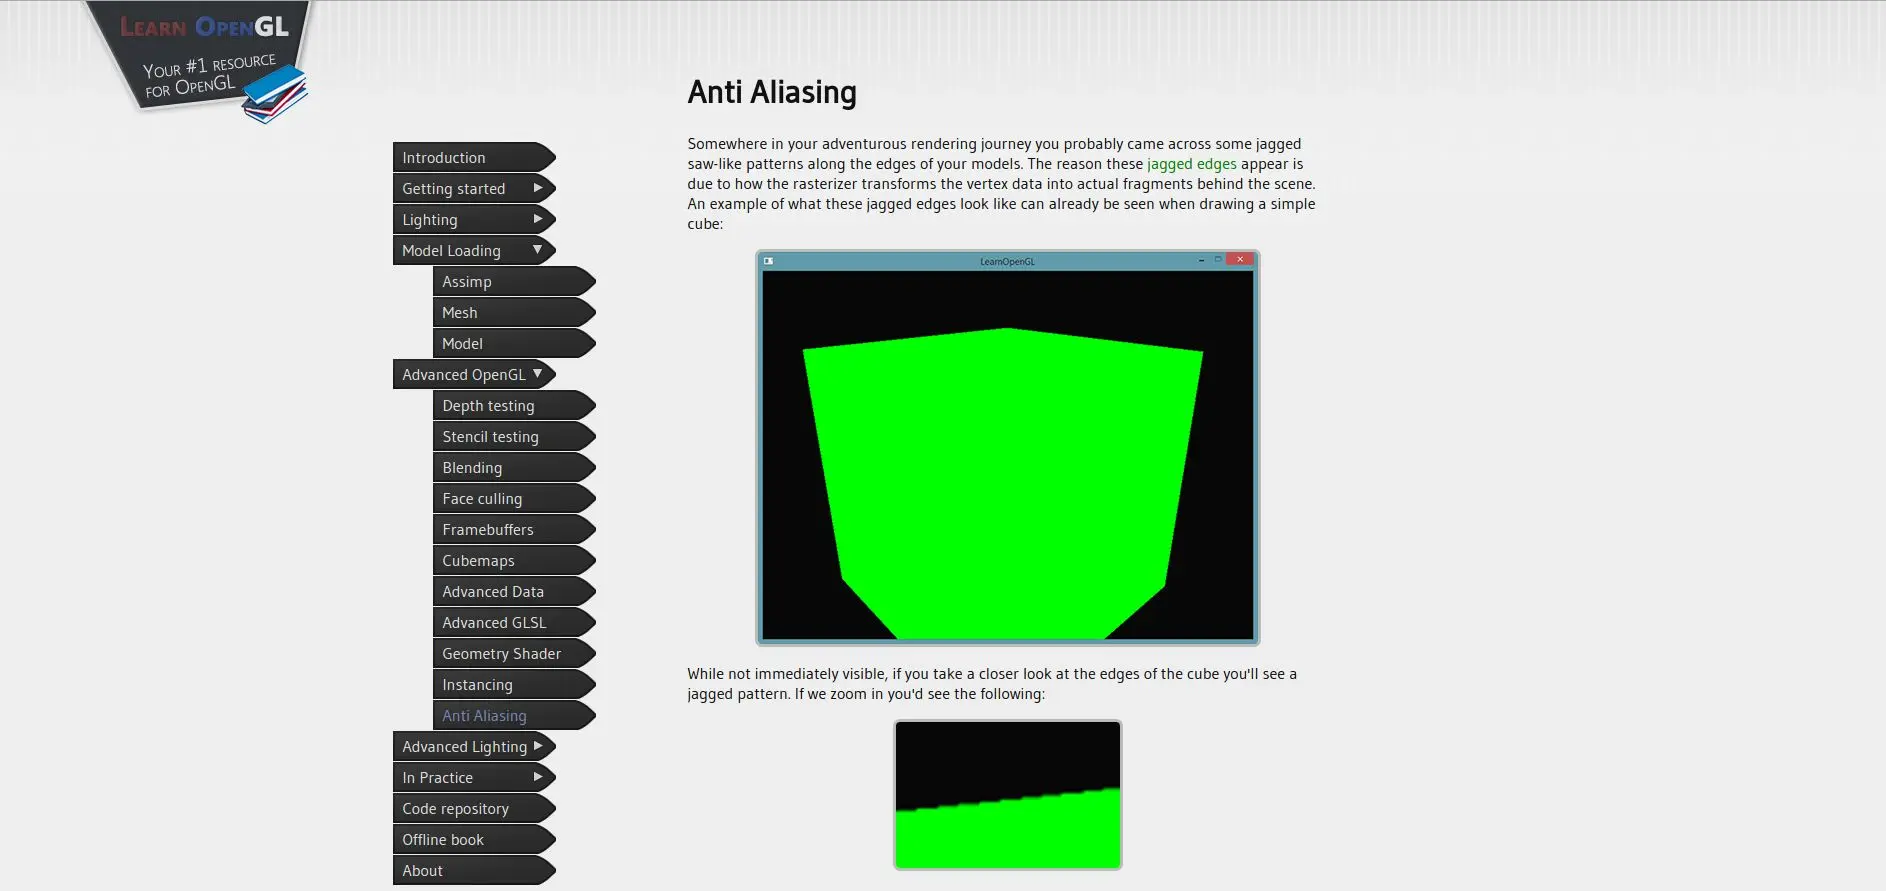 LEARN OPENGL
YOUR #1 RESOURCE
FOR OPENGL
Introduction
Getting started
Lighting
Model Loading
Assimp
Mesh
Model
Advanced OpenGL
Depth testing
Stencil testing
Blending
Face culling
Framebuffers
Cubemaps
Advanced Data
Advanced GLSL
Geometry Shader
Instancing
Anti Aliasing
Advanced Lighting
In Practice
Code repository
Offline book
About
Anti Aliasing
Somewhere in your adventurous rendering journey you probably came across some jagged
saw-like patterns along the edges of your models. The reason these jagged edges appear is
due to how the rasterizer transforms the vertex data into actual fragments behind the scene.
An example of what these jagged edges look like can already be seen when drawing a simple
cube:
LearnOpenGL
While not immediately visible, if you take a closer look at the edges of the cube you'll see a
jagged pattern. If we zoom in you'd see the following: